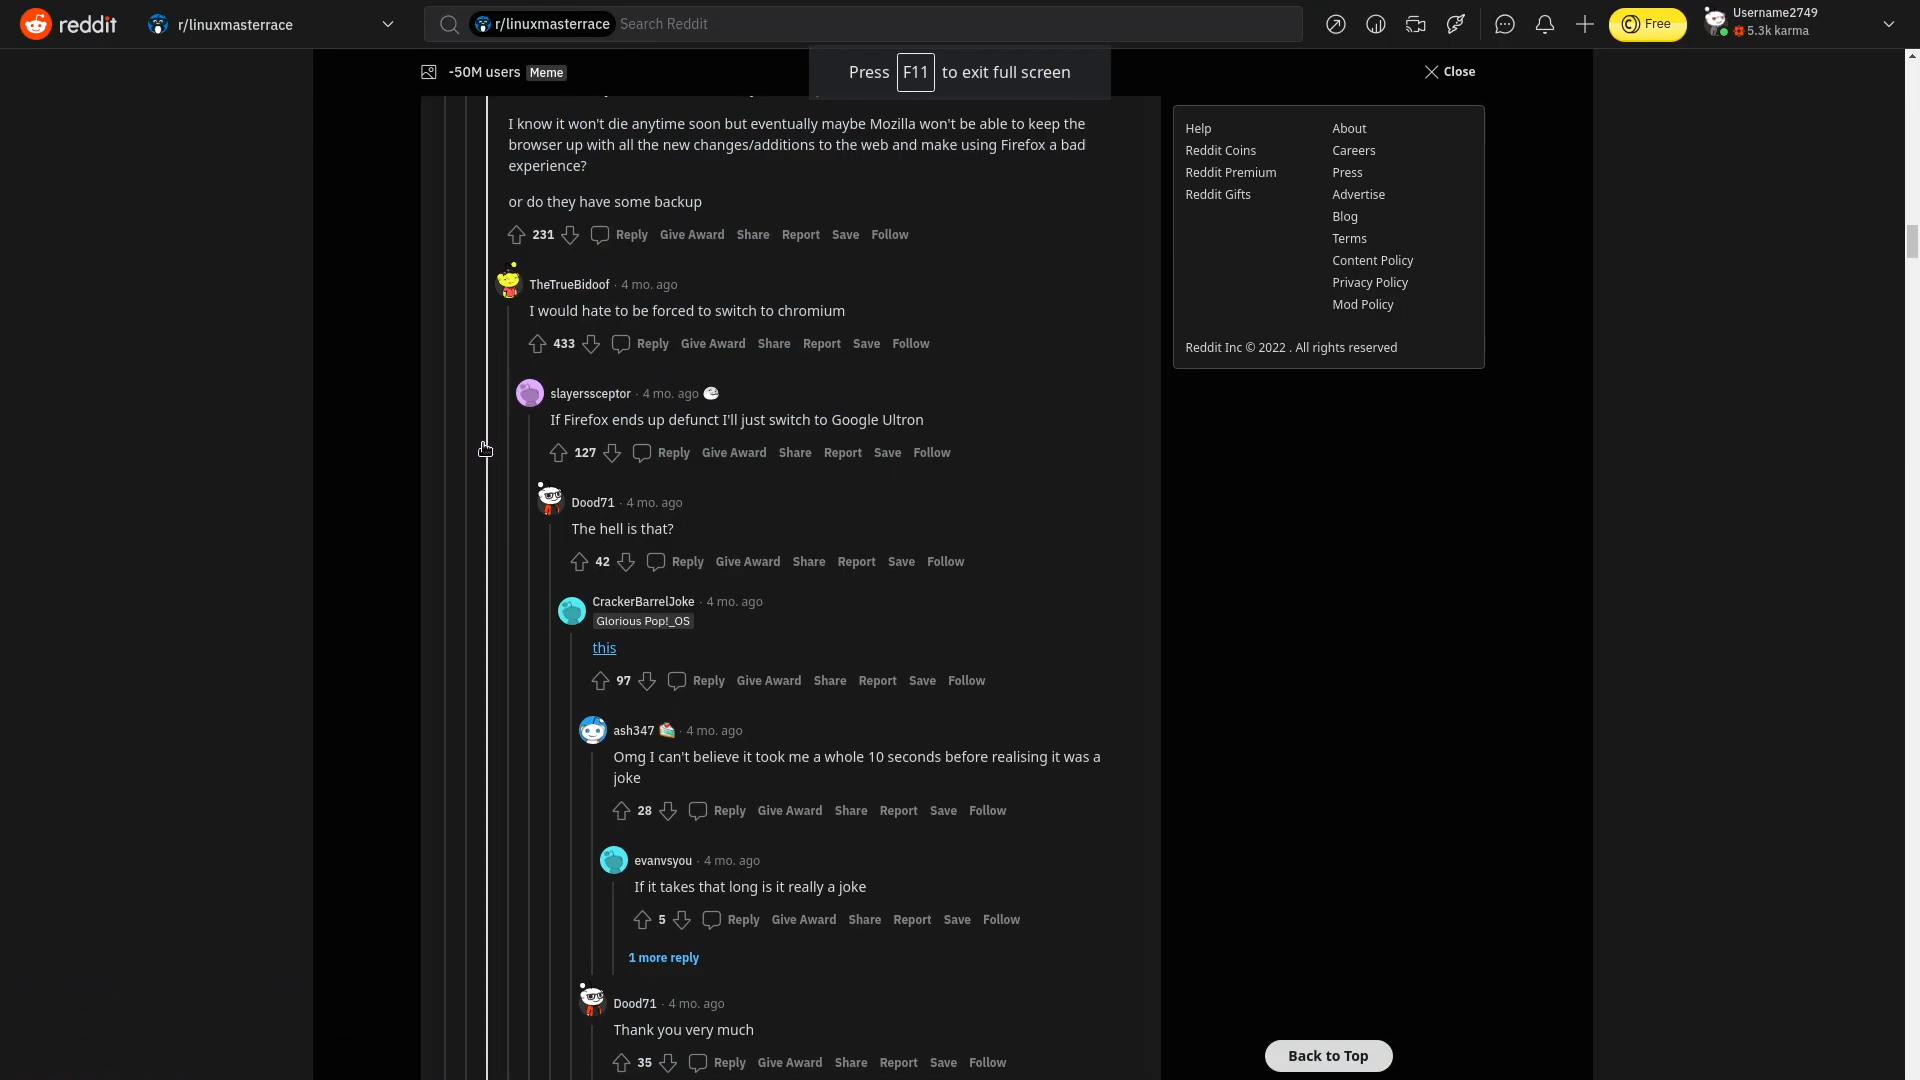 reddit
r/linuxmasterrace
r/linuxmasterrace Search Reddit
Free
Username2749
5.3k karma
-50M users Meme
Press F11 to exit full screen
Close
I know it won't die anytime soon but eventually maybe Mozilla won't be able to keep the
browser up with all the new changes/additions to the web and make using Firefox a bad
experience?
or do they have some backup
231 Reply Give Award Share Report Save Follow
TheTrueBidoof · 4 mo. ago
I would hate to be forced to switch to chromium
433 Reply Give Award Share Report Save Follow
slayerssceptor · 4 mo. ago
If Firefox ends up defunct I'll just switch to Google Ultron
127 Reply Give Award Share Report Save Follow
Dood71 · 4 mo. ago
The hell is that?
42 Reply Give Award Share Report Save Follow
CrackerBarrelJoke · 4 mo. ago
Glorious Pop!_OS
this
97 Reply Give Award Share Report Save Follow
ash347 · 4 mo. ago
Omg I can't believe it took me a whole 10 seconds before realising it was a
joke
28 Reply Give Award Share Report Save Follow
evanvsyou · 4 mo. ago
If it takes that long is it really a joke
5 Reply Give Award Share Report Save Follow
1 more reply
Dood71 · 4 mo. ago
Thank you very much
35 Reply Give Award Share Report Save Follow
Help
Reddit Coins
Reddit Premium
Reddit Gifts
About
Careers
Press
Advertise
Blog
Terms
Content Policy
Privacy Policy
Mod Policy
Reddit Inc © 2022 . All rights reserved
Back to Top